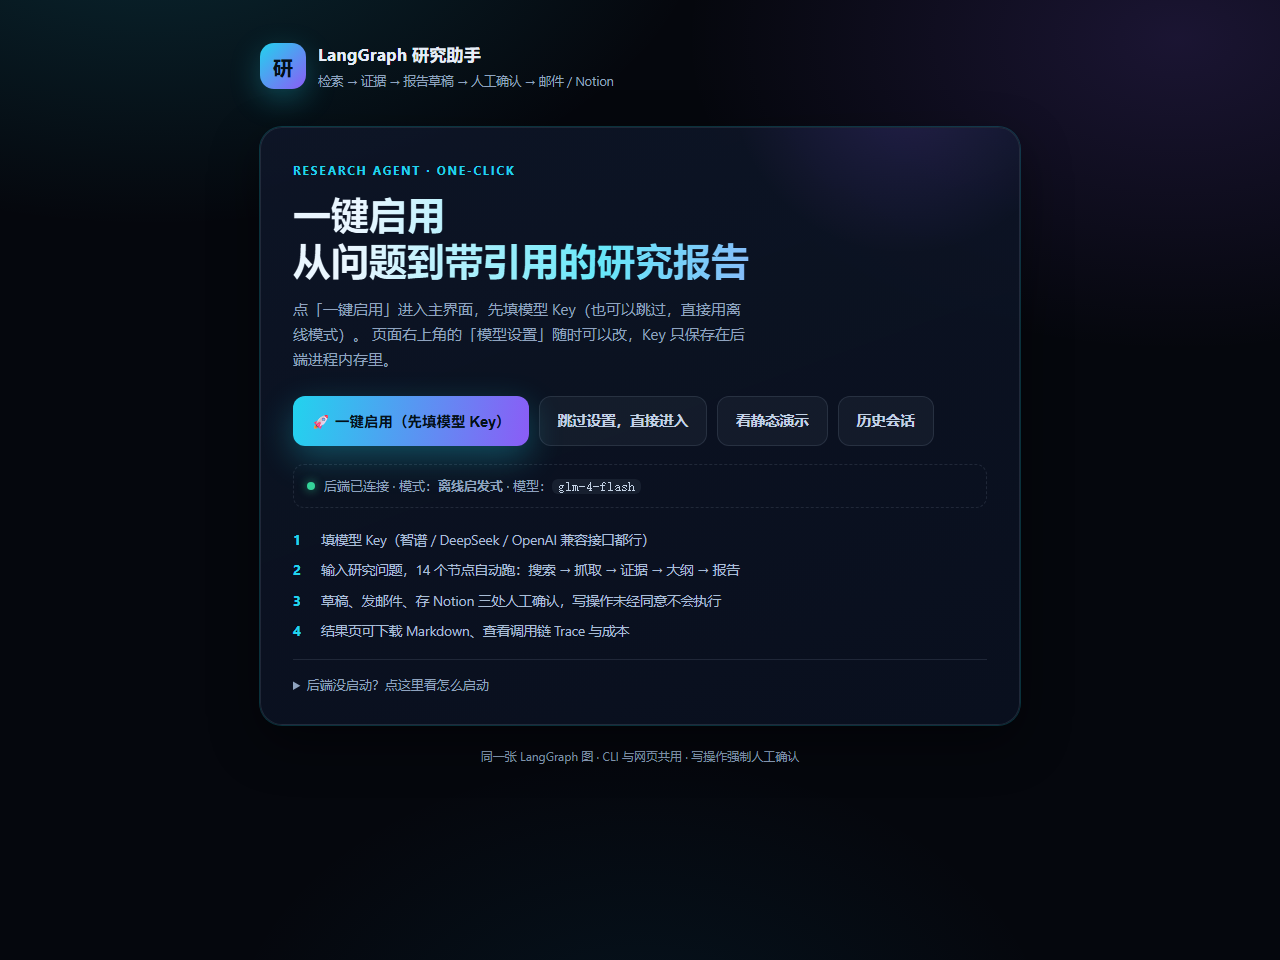 研
LangGraph 研究助手
检索 → 证据 → 报告草稿 → 人工确认 → 邮件 / Notion
RESEARCH AGENT · ONE-CLICK
一键启用
从问题到带引用的研究报告
点「一键启用」进入主界面，先填模型 Key（也可以跳过，直接用离
线模式）。 页面右上角的「模型设置」随时可以改，Key 只保存在后
端进程内存里。
🚀 一键启用（先填模型 Key）
跳过设置，直接进入
看静态演示
历史会话
后端已连接 · 模式：离线启发式 · 模型： glm-4-flash
1 填模型 Key（智谱 / DeepSeek / OpenAI 兼容接口都行）
2 输入研究问题，14 个节点自动跑：搜索 → 抓取 → 证据 → 大纲 → 报告
3 草稿、发邮件、存 Notion 三处人工确认，写操作未经同意不会执行
4 结果页可下载 Markdown、查看调用链 Trace 与成本
▶ 后端没启动？点这里看怎么启动
同一张 LangGraph 图 · CLI 与网页共用 · 写操作强制人工确认